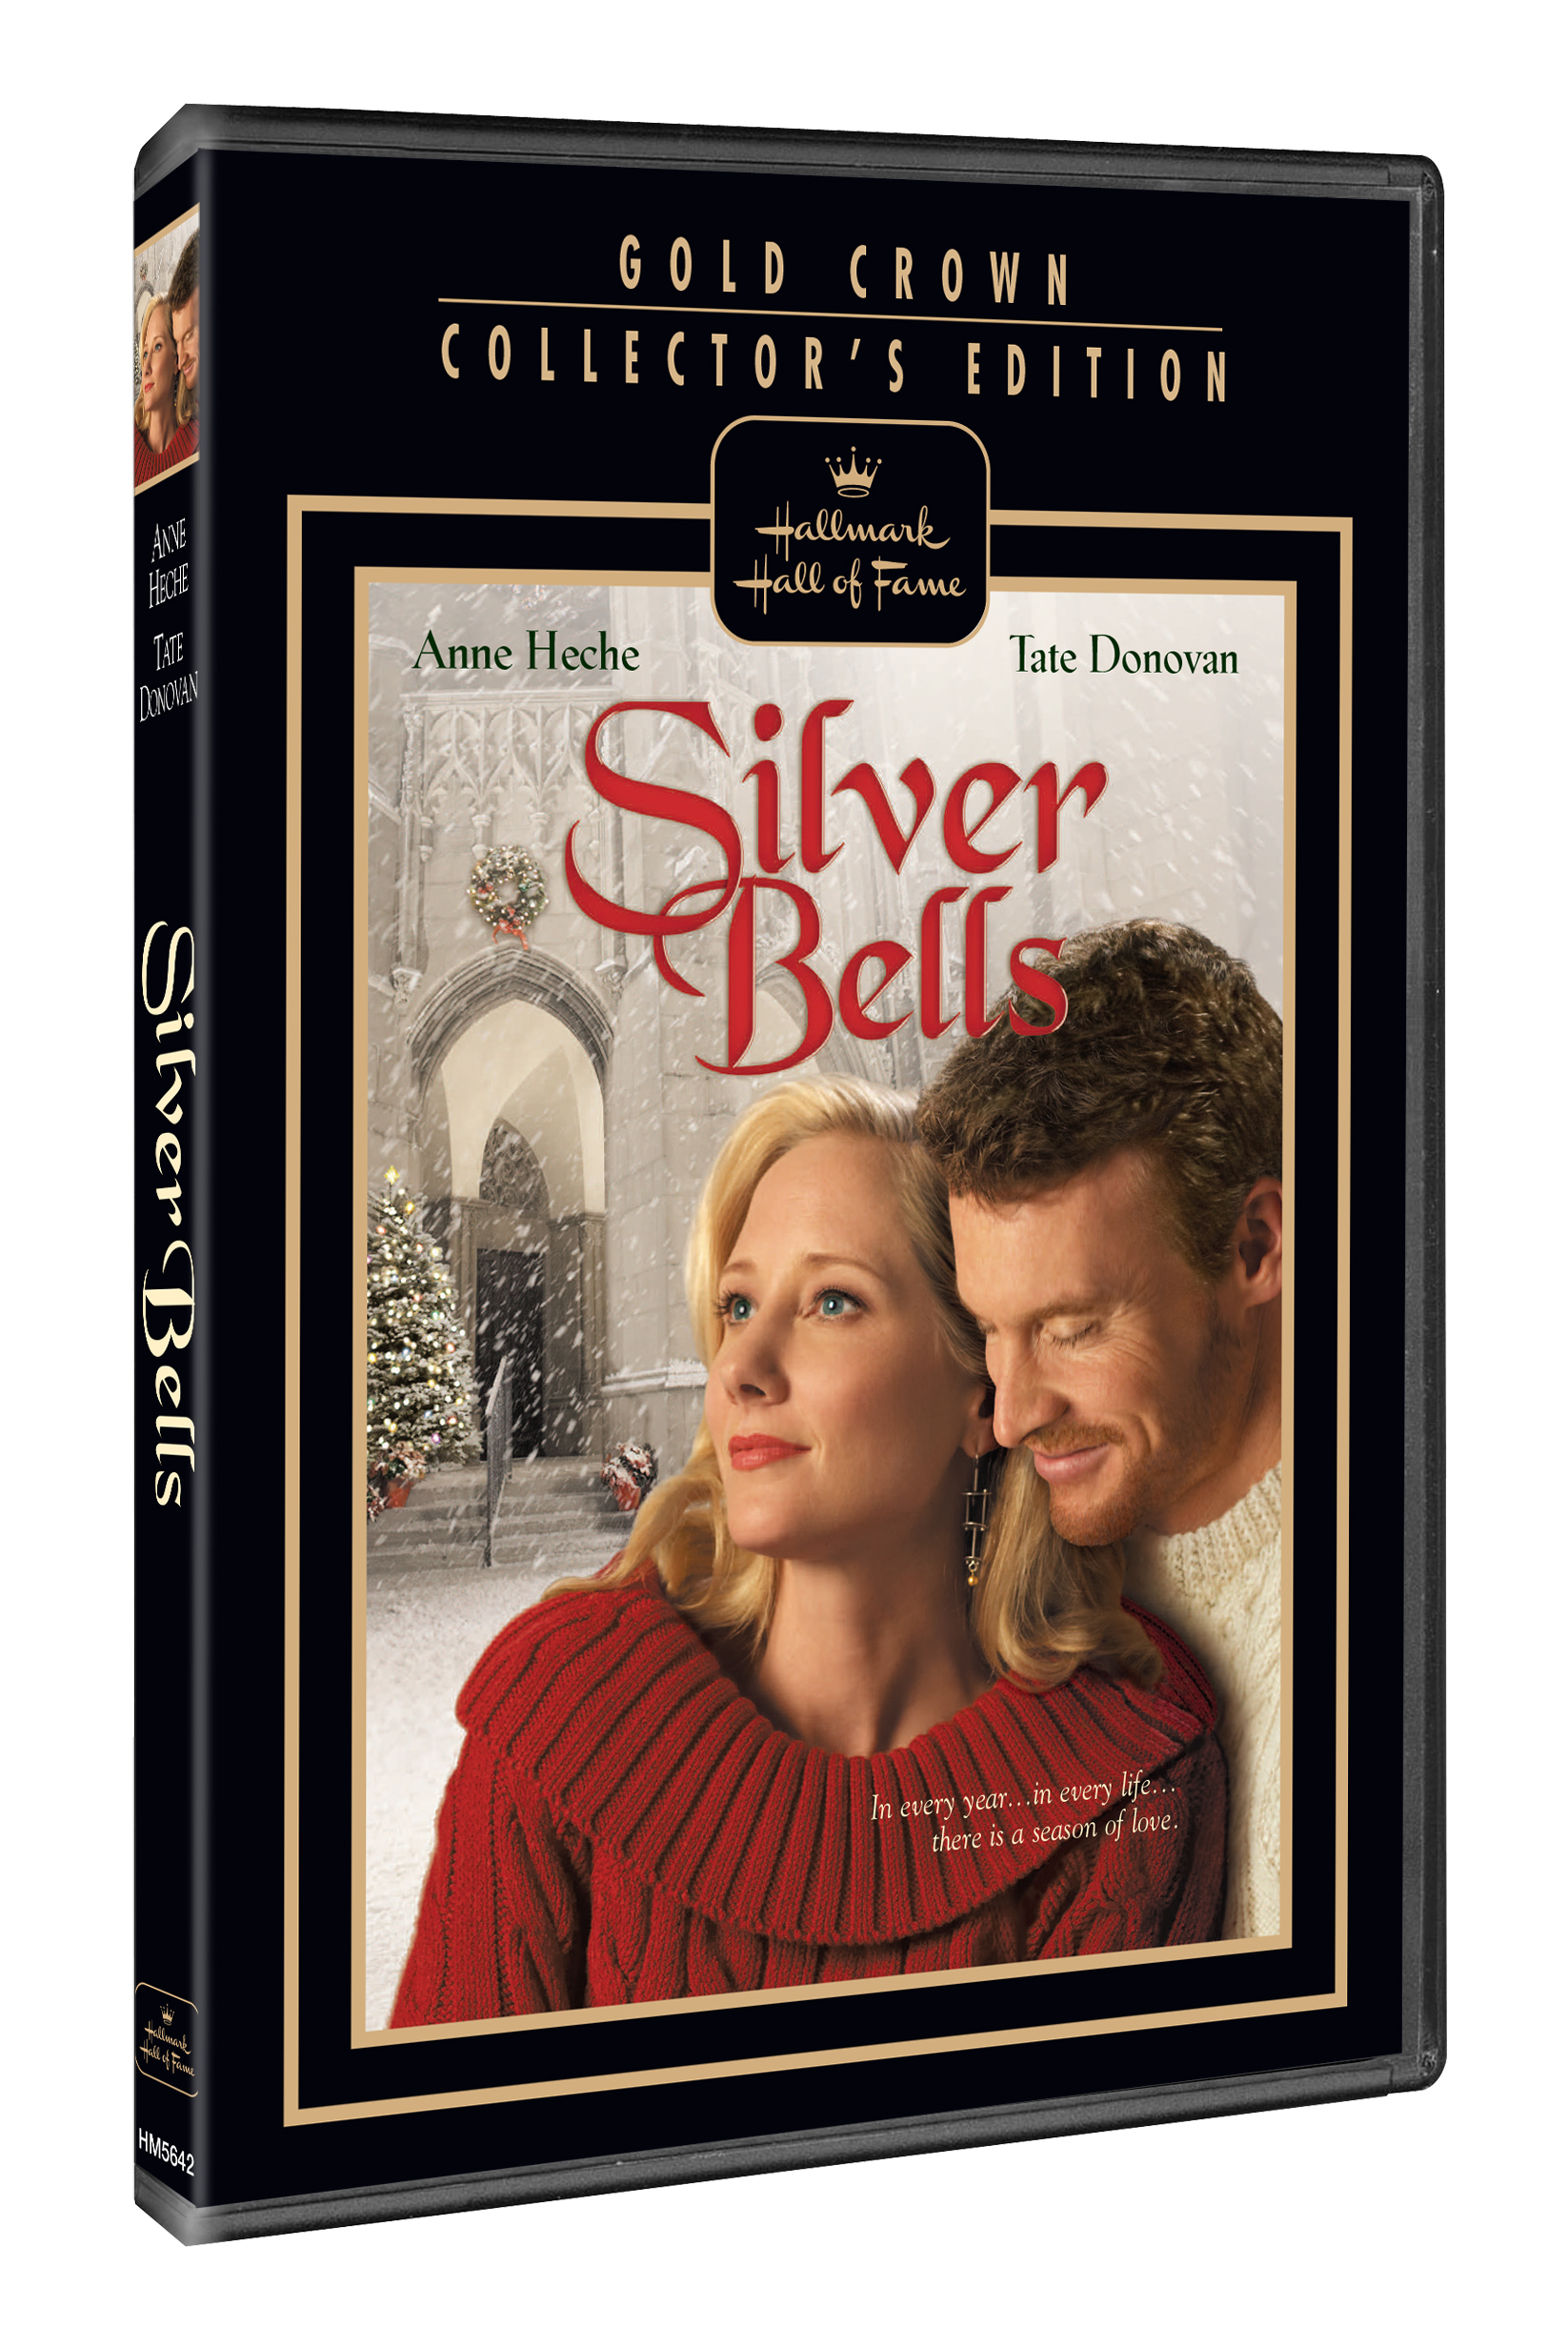 GOLD CROWN
COLLECTOR'S EDITION
Hallmark
Hall of Fame
Anne Heche
Tate Donovan
Silver
Bells
In every year...in every life...
there is a season of love.
ANNE
HECHE
TATE
DONOVAN
Silver Bells
Hallmark
Hall of Fame
HM5642